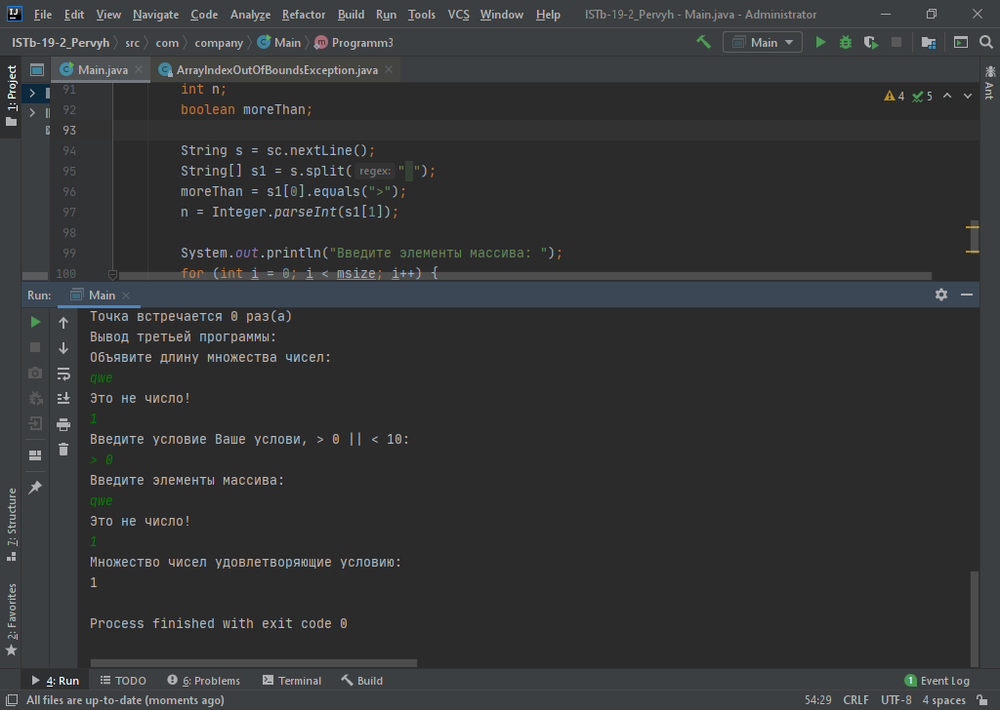 File Edit View Navigate Code Analyze Refactor Build Run Tools VCS Window Help ISTb-19-2_Pervyh - Main.java - Administrator
ISTb-19-2_Pervyh src com company Main Programm3 Main
1: Project
Main.java ArrayIndexOutOfBoundsException.java
Ant
4 5
91 int n;
92 boolean moreThan;
93
94 String s = sc.nextLine();
95 String[] s1 = s.split( regex: " ");
96 moreThan = s1[0].equals(">");
97 n = Integer.parseInt(s1[1]);
98
99 System.out.println("Введите элементы массива: ");
100 for (int i = 0; i < msize; i++) {
Run: Main
Точка встречается 0 раз(а)
Вывод третьей программы:
Объявите длину множества чисел:
qwe
Это не число!
1
Введите условие Ваше услови, > 0 || < 10:
> 0
Введите элементы массива:
qwe
Это не число!
1
Множество чисел удовлетворяющие условию:
1
Process finished with exit code 0
7: Structure
2: Favorites
4: Run TODO 6: Problems Terminal Build 1 Event Log
All files are up-to-date (moments ago) 54:29 CRLF UTF-8 4 spaces